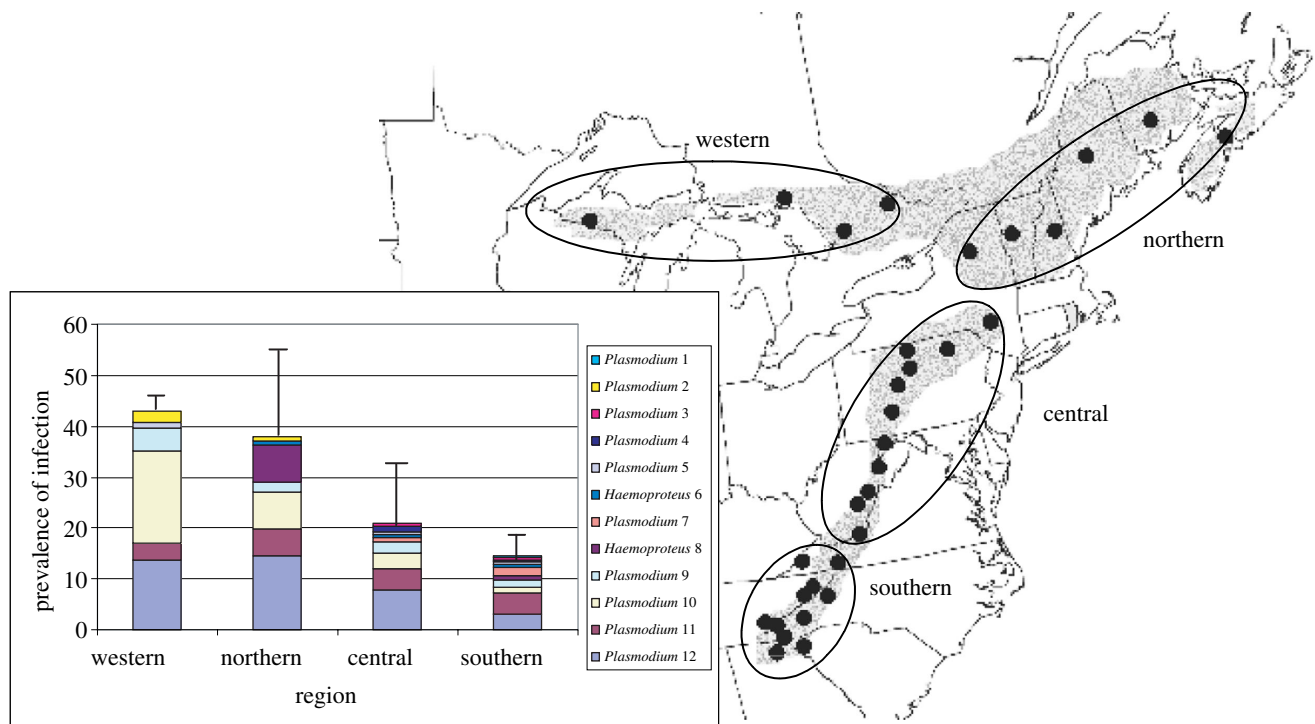 western
northern
central
southern
prevalence of infection
60
50
40
30
20
10
0
western northern central southern
region
Plasmodium 1
Plasmodium 2
Plasmodium 3
Plasmodium 4
Plasmodium 5
Haemoproteus 6
Plasmodium 7
Haemoproteus 8
Plasmodium 9
Plasmodium 10
Plasmodium 11
Plasmodium 12